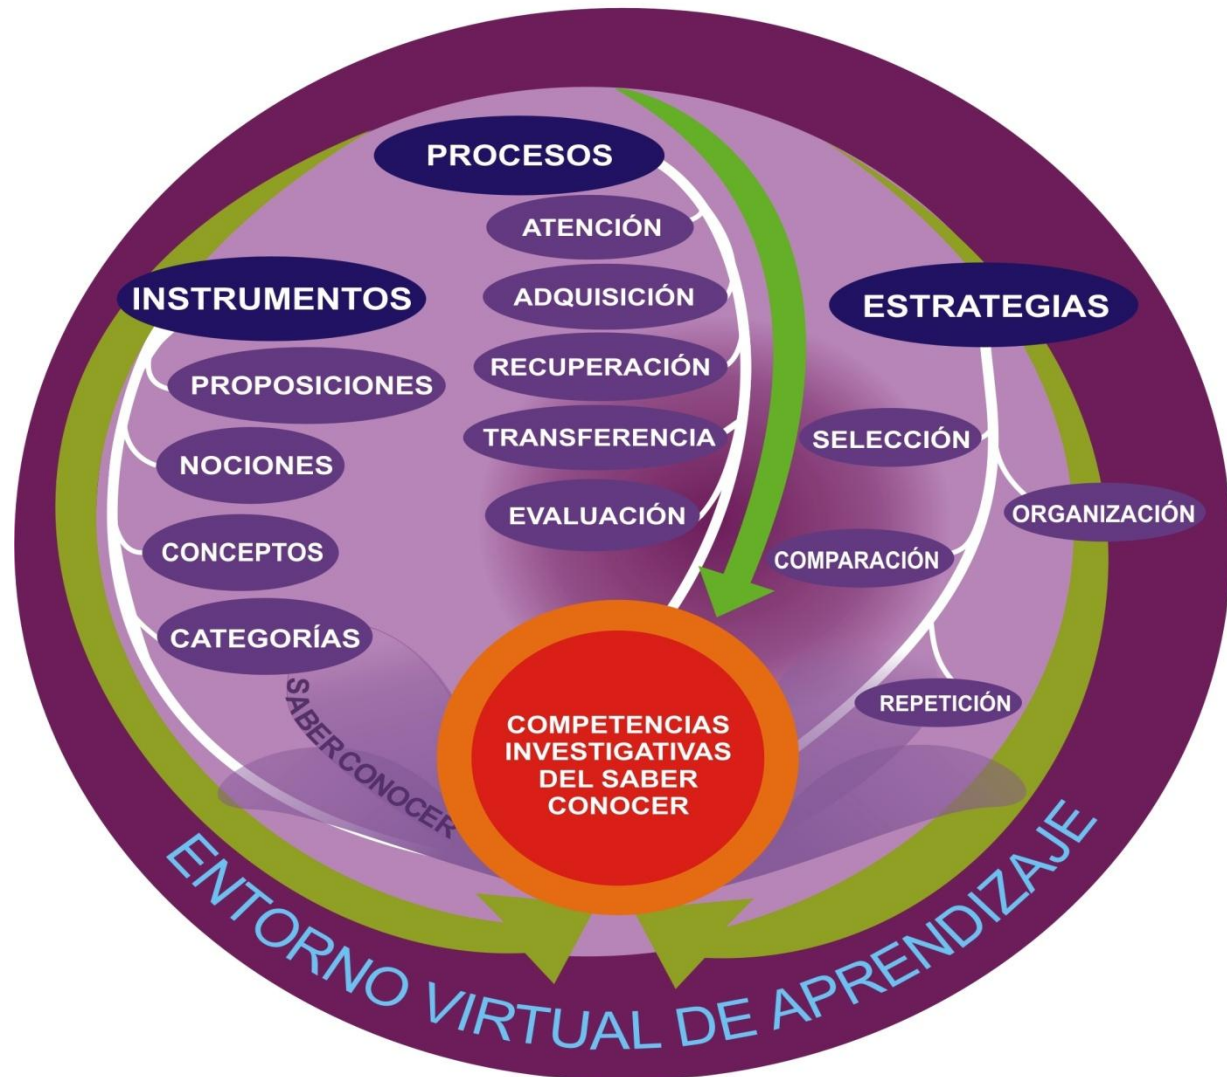 PROCESOS
ATENCIÓN
ADQUISICIÓN
RECUPERACIÓN
TRANSFERENCIA
EVALUACIÓN
INSTRUMENTOS
PROPOSICIONES
NOCIONES
CONCEPTOS
CATEGORÍAS
ESTRATEGIAS
SELECCIÓN
ORGANIZACIÓN
COMPARACIÓN
REPETICIÓN
SABER CONOCER
COMPETENCIAS
INVESTIGATIVAS
DEL SABER
CONOCER
ENTORNO VIRTUAL DE APRENDIZAJE